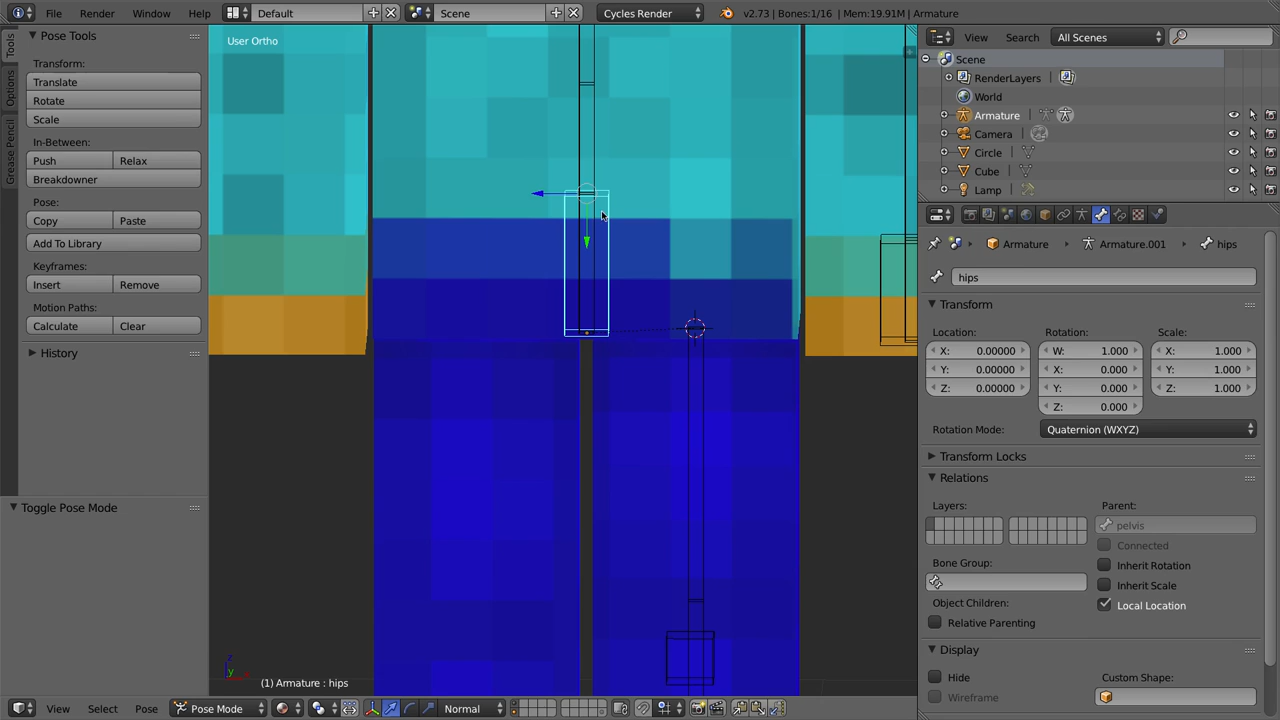 File Render Window Help Default Scene Cycles Render v2.73 | Bones:1/16 | Mem:19.91M | Armature
Tools
Options
Grease Pencil
Pose Tools
Transform:
Translate
Rotate
Scale
In-Between:
Push Relax
Breakdowner
Pose:
Copy Paste
Add To Library
Keyframes:
Insert Remove
Motion Paths:
Calculate Clear
History
Toggle Pose Mode
User Ortho
z
y
(1) Armature : hips
View Select Pose Pose Mode Normal
View Search All Scenes
Scene
RenderLayers
World
Armature
Camera
Circle
Cube
Lamp
Armature Armature.001 hips
hips
Transform
Location: Rotation: Scale:
X: 0.00000 W: 1.000 X: 1.000
Y: 0.00000 X: 0.000 Y: 1.000
Z: 0.00000 Y: 0.000 Z: 1.000
Z: 0.000
Rotation Mode: Quaternion (WXYZ)
Transform Locks
Relations
Layers: Parent:
pelvis
Connected
Bone Group: Inherit Rotation
Inherit Scale
Object Children: Local Location
Relative Parenting
Display
Hide Custom Shape:
Wireframe